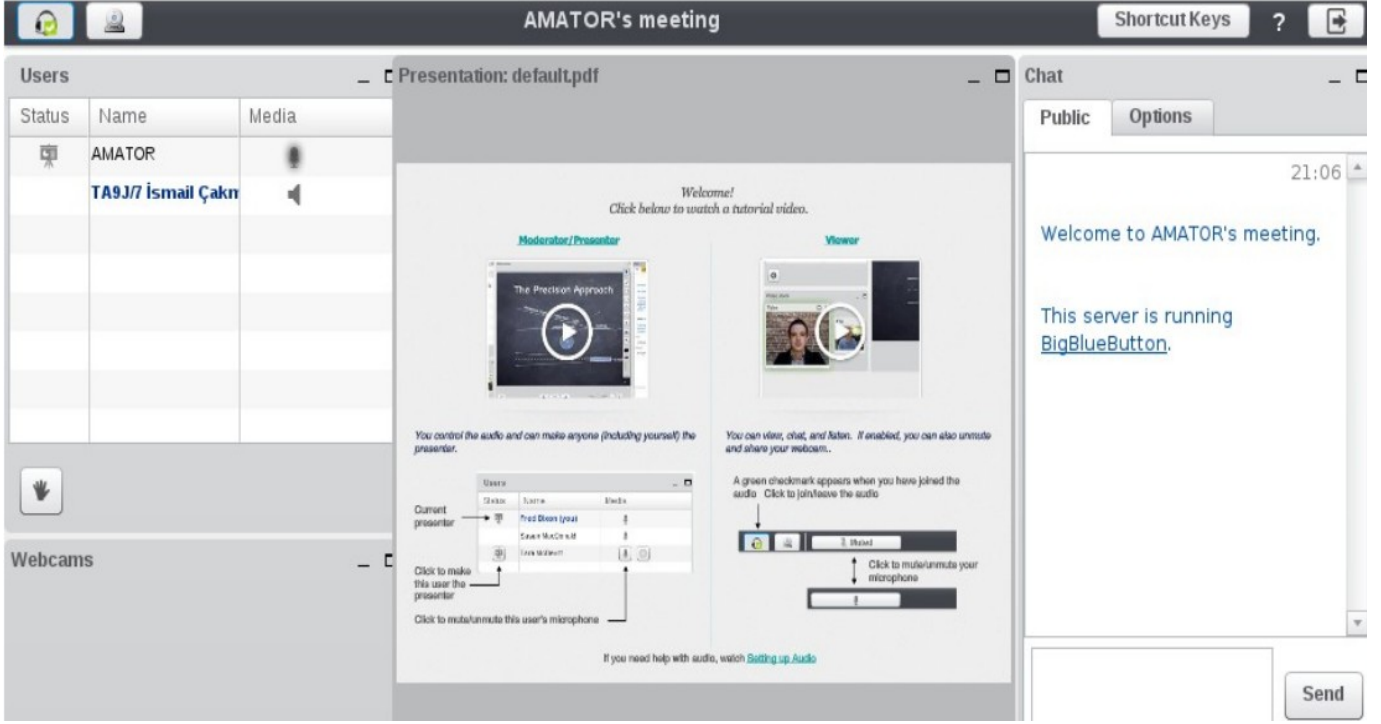 AMATOR's meeting
Shortcut Keys
?
Users
Status Name Media
AMATOR
TA9J/7 İsmail Çakm
Webcams
Presentation: default.pdf
Welcome!
Click below to watch a tutorial video.
Moderator/Presenter
The Precision Approach
You control the audio and can make anyone (including yourself) the
presenter.
Users
Status Name Media
Current
presenter
Fred Dixon (you)
Click to make
this user the
presenter
Click to mute/unmute this user's microphone
Viewer
You can view, chat, and listen. If enabled, you can also unmute
and share your webcam..
A green checkmark appears when you have joined the
audio Click to join/leave the audio
Muted
Click to mute/unmute your
microphone
If you need help with audio, watch Setting up Audio
Chat
Public Options
21:06
Welcome to AMATOR's meeting.
This server is running
BigBlueButton.
Send